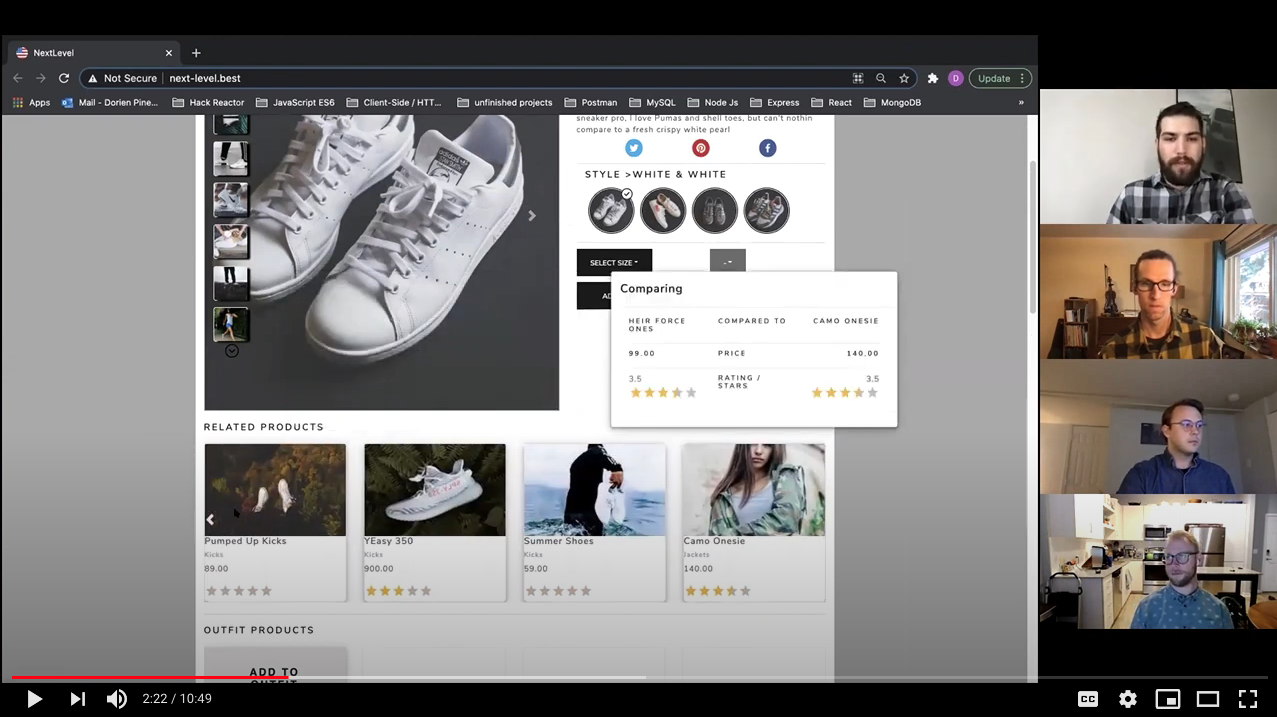 NextLevel
Not Secure
next-level.best
D
Update
Apps
Mail - Dorien Pine...
Hack Reactor
JavaScript ES6
Client-Side / HTT...
unfinished projects
Postman
MySQL
Node Js
Express
React
MongoDB
»
sneaker pro, I love Pumas and shell toes, but can't nothin
compare to a fresh crispy white pearl
STYLE >WHITE & WHITE
SELECT SIZE
-
AD
Comparing
HEIR FORCE ONES
COMPARED TO
CAMO ONESIE
99.00
PRICE
140.00
3.5
RATING / STARS
3.5
RELATED PRODUCTS
Pumped Up Kicks
Kicks
89.00
YEasy 350
Kicks
900.00
Summer Shoes
Kicks
59.00
Camo Onesie
Jackets
140.00
OUTFIT PRODUCTS
ADD TO
OUTFIT
2:22 / 10:49
CC